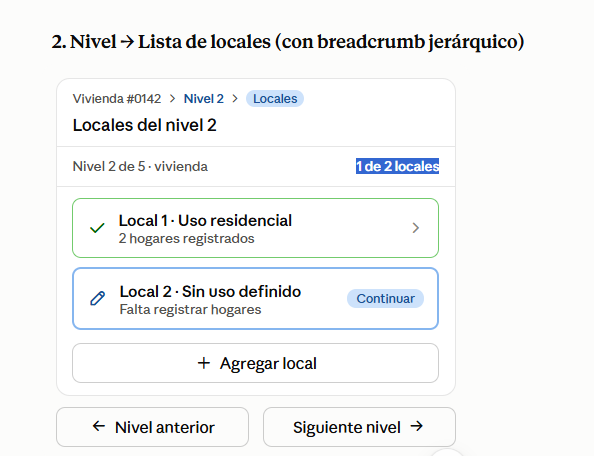 2. Nivel → Lista de locales (con breadcrumb jerárquico)
Vivienda #0142 > Nivel 2 > Locales
Locales del nivel 2
Nivel 2 de 5 · vivienda 1 de 2 locales
Local 1 · Uso residencial
2 hogares registrados
Local 2 · Sin uso definido
Falta registrar hogares
Continuar
+ Agregar local
← Nivel anterior
Siguiente nivel →